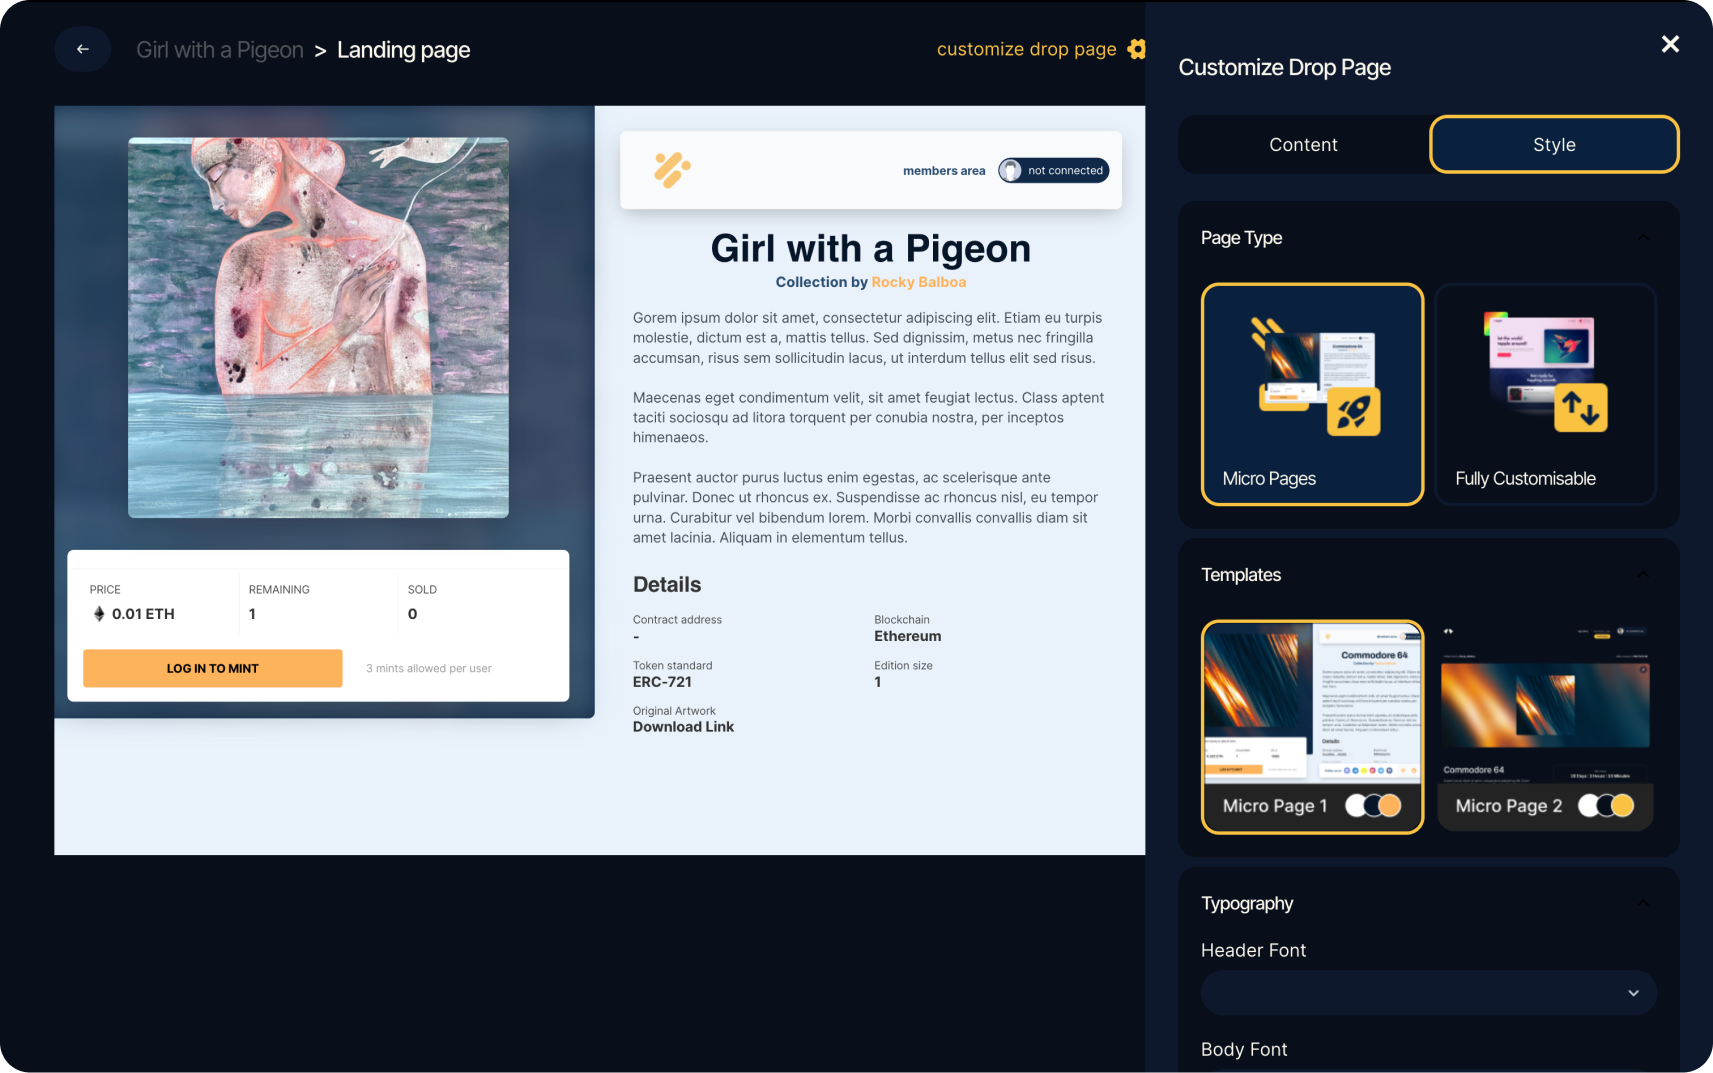 Girl with a Pigeon > Landing page
customize drop page
members area
not connected
Girl with a Pigeon
Collection by Rocky Balboa
Gorem ipsum dolor sit amet, consectetur adipiscing elit. Etiam eu turpis
molestie, dictum est a, mattis tellus. Sed dignissim, metus nec fringilla
accumsan, risus sem sollicitudin lacus, ut interdum tellus elit sed risus.
Maecenas eget condimentum velit, sit amet feugiat lectus. Class aptent
taciti sociosqu ad litora torquent per conubia nostra, per inceptos
himenaeos.
Praesent auctor purus luctus enim egestas, ac scelerisque ante
pulvinar. Donec ut rhoncus ex. Suspendisse ac rhoncus nisl, eu tempor
urna. Curabitur vel bibendum lorem. Morbi convallis convallis diam sit
amet lacinia. Aliquam in elementum tellus.
PRICE
0.01 ETH
REMAINING
1
SOLD
0
LOG IN TO MINT
3 mints allowed per user
Details
Contract address
-
Blockchain
Ethereum
Token standard
ERC-721
Edition size
1
Original Artwork
Download Link
Customize Drop Page
Content
Style
Page Type
Micro Pages
Fully Customisable
Templates
Commodore 64
Details
Micro Page 1
Commodore 64
Micro Page 2
Typography
Header Font
Body Font